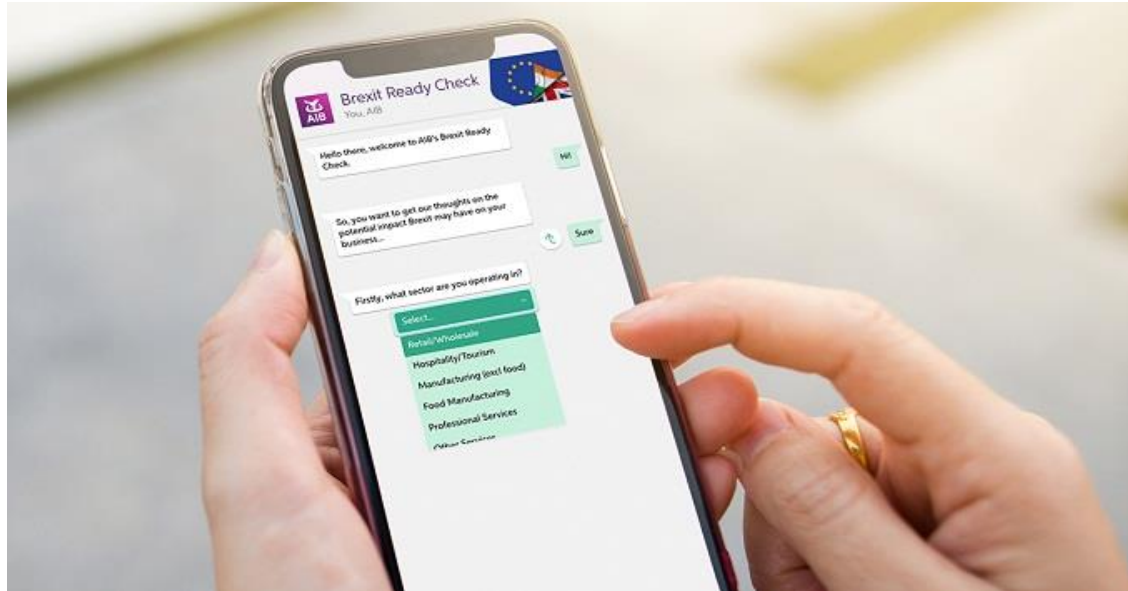 AIB
Brexit Ready Check
You, AIB
Hello there, welcome to AIB's Brexit Ready
Check.
Hi!
So, you want to get our thoughts on the
potential impact Brexit may have on your
business...
Sure
Firstly, what sector are you operating in?
Select...
Retail/Wholesale
Hospitality/Tourism
Manufacturing (excl food)
Food Manufacturing
Professional Services
Other Services